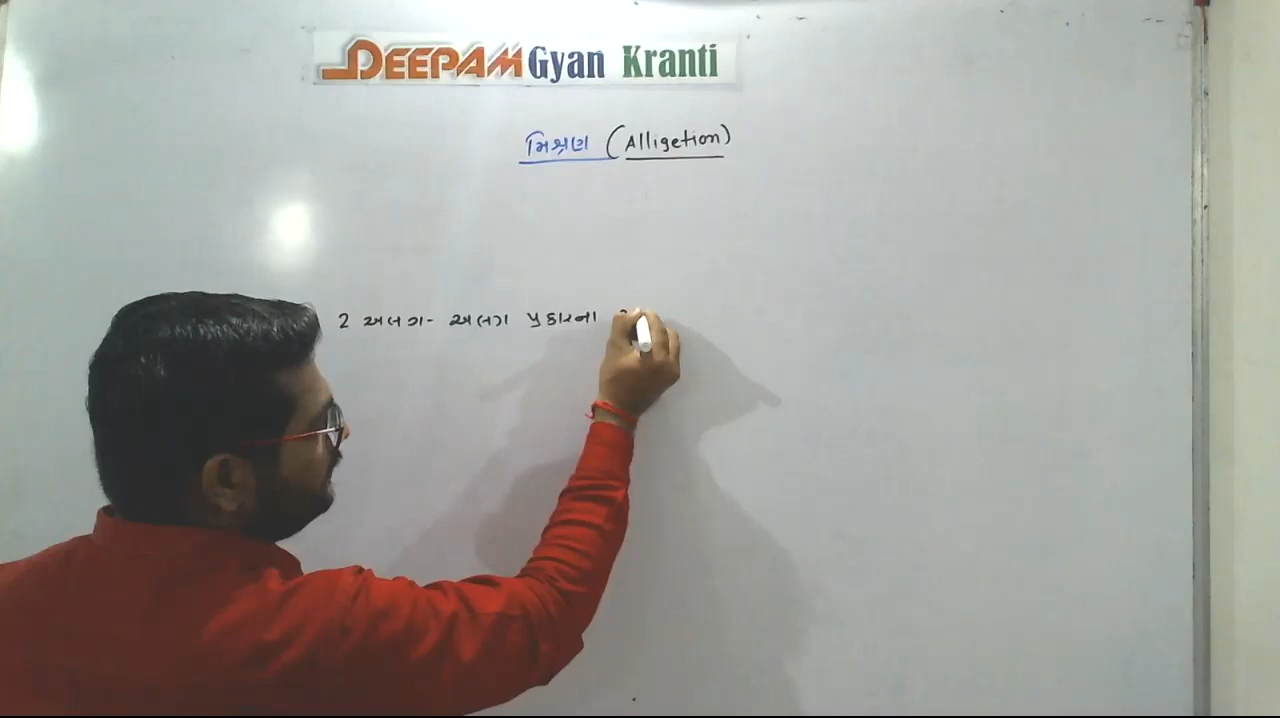 DEEPAM Gyan Kranti
મિશ્રણ (Alligetion)
2 અલગ- અલગ પ્રકારના